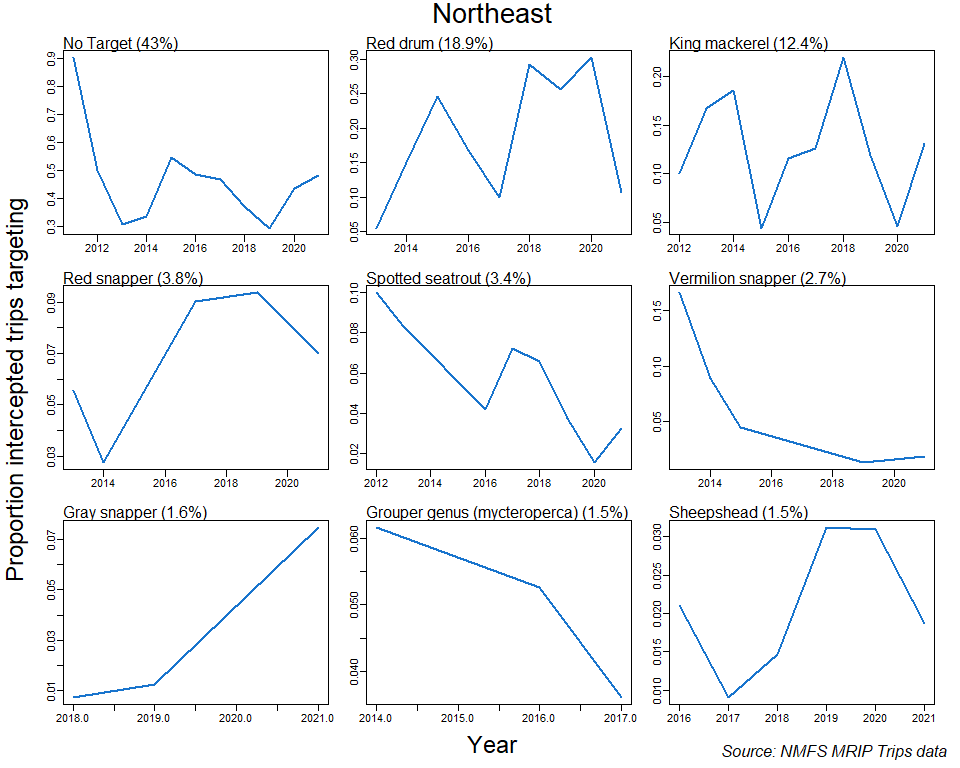 Northeast
No Target (43%)
Red drum (18.9%)
King mackerel (12.4%)
0.9
0.8
0.7
0.6
0.5
0.4
0.3
2012 2014 2016 2018 2020
0.30
0.25
0.20
0.15
0.10
0.05
2014 2016 2018 2020
0.20
0.15
0.10
0.05
2012 2014 2016 2018 2020
Red snapper (3.8%)
Spotted seatrout (3.4%)
Vermilion snapper (2.7%)
0.09
0.07
0.05
0.03
2014 2016 2018 2020
0.10
0.08
0.06
0.04
0.02
2012 2014 2016 2018 2020
0.15
0.10
0.05
2014 2016 2018 2020
Gray snapper (1.6%)
Grouper genus (mycteroperca) (1.5%)
Sheepshead (1.5%)
0.07
0.05
0.03
0.01
2018.0 2019.0 2020.0 2021.0
0.060
0.050
0.040
2014.0 2015.0 2016.0 2017.0
0.030
0.025
0.020
0.015
0.010
2016 2017 2018 2019 2020 2021
Proportion intercepted trips targeting
Year
Source: NMFS MRIP Trips data